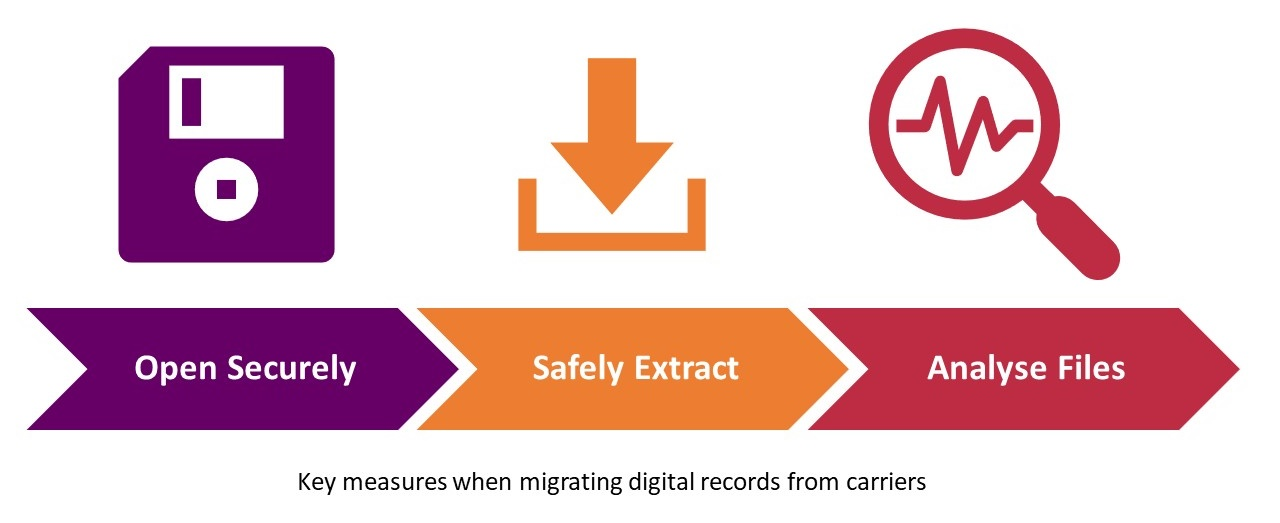 Open Securely
Safely Extract
Analyse Files
Key measures when migrating digital records from carriers